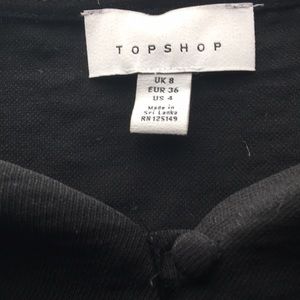 TOPSHOP
UK 8
EUR 36
US 4
Made in
Sri Lanka
RN 125149